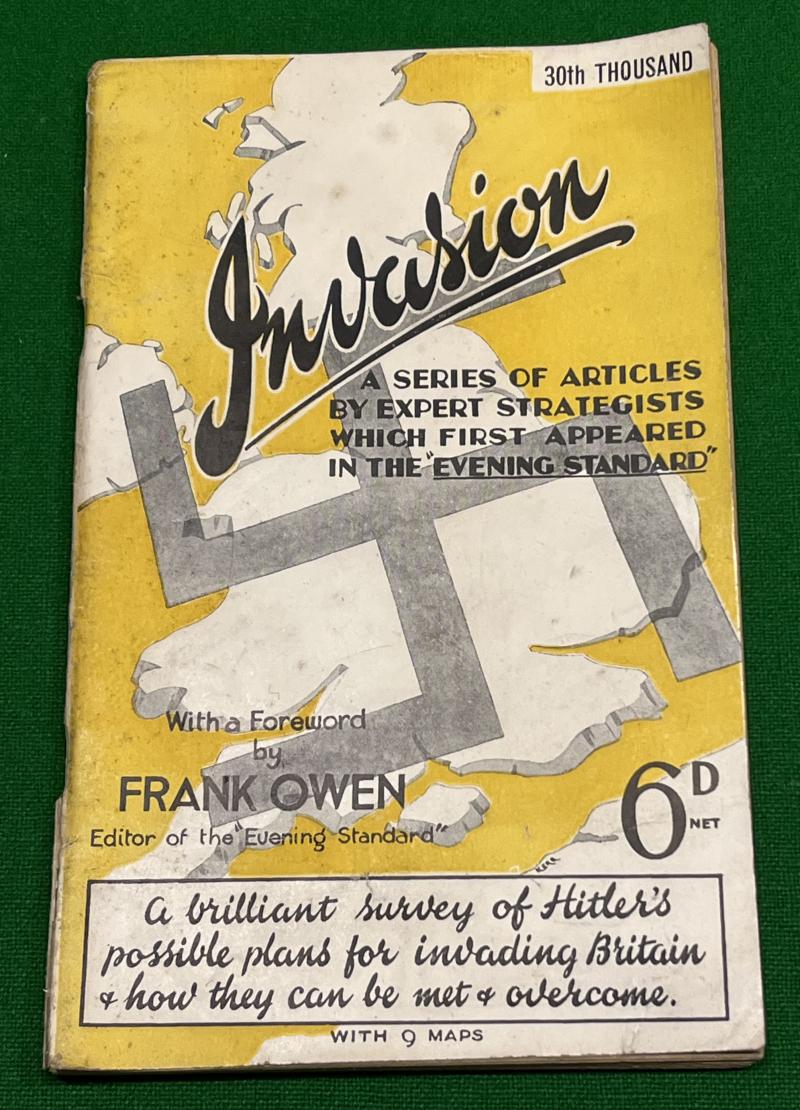 30th THOUSAND
Invasion
A SERIES OF ARTICLES
BY EXPERT STRATEGISTS
WHICH FIRST APPEARED
IN THE "EVENING STANDARD"
With a Foreword
by
FRANK OWEN
Editor of the "Evening Standard"
6D
NET
KERR
A brilliant survey of Hitler's
possible plans for invading Britain
& how they can be met & overcome.
WITH 9 MAPS